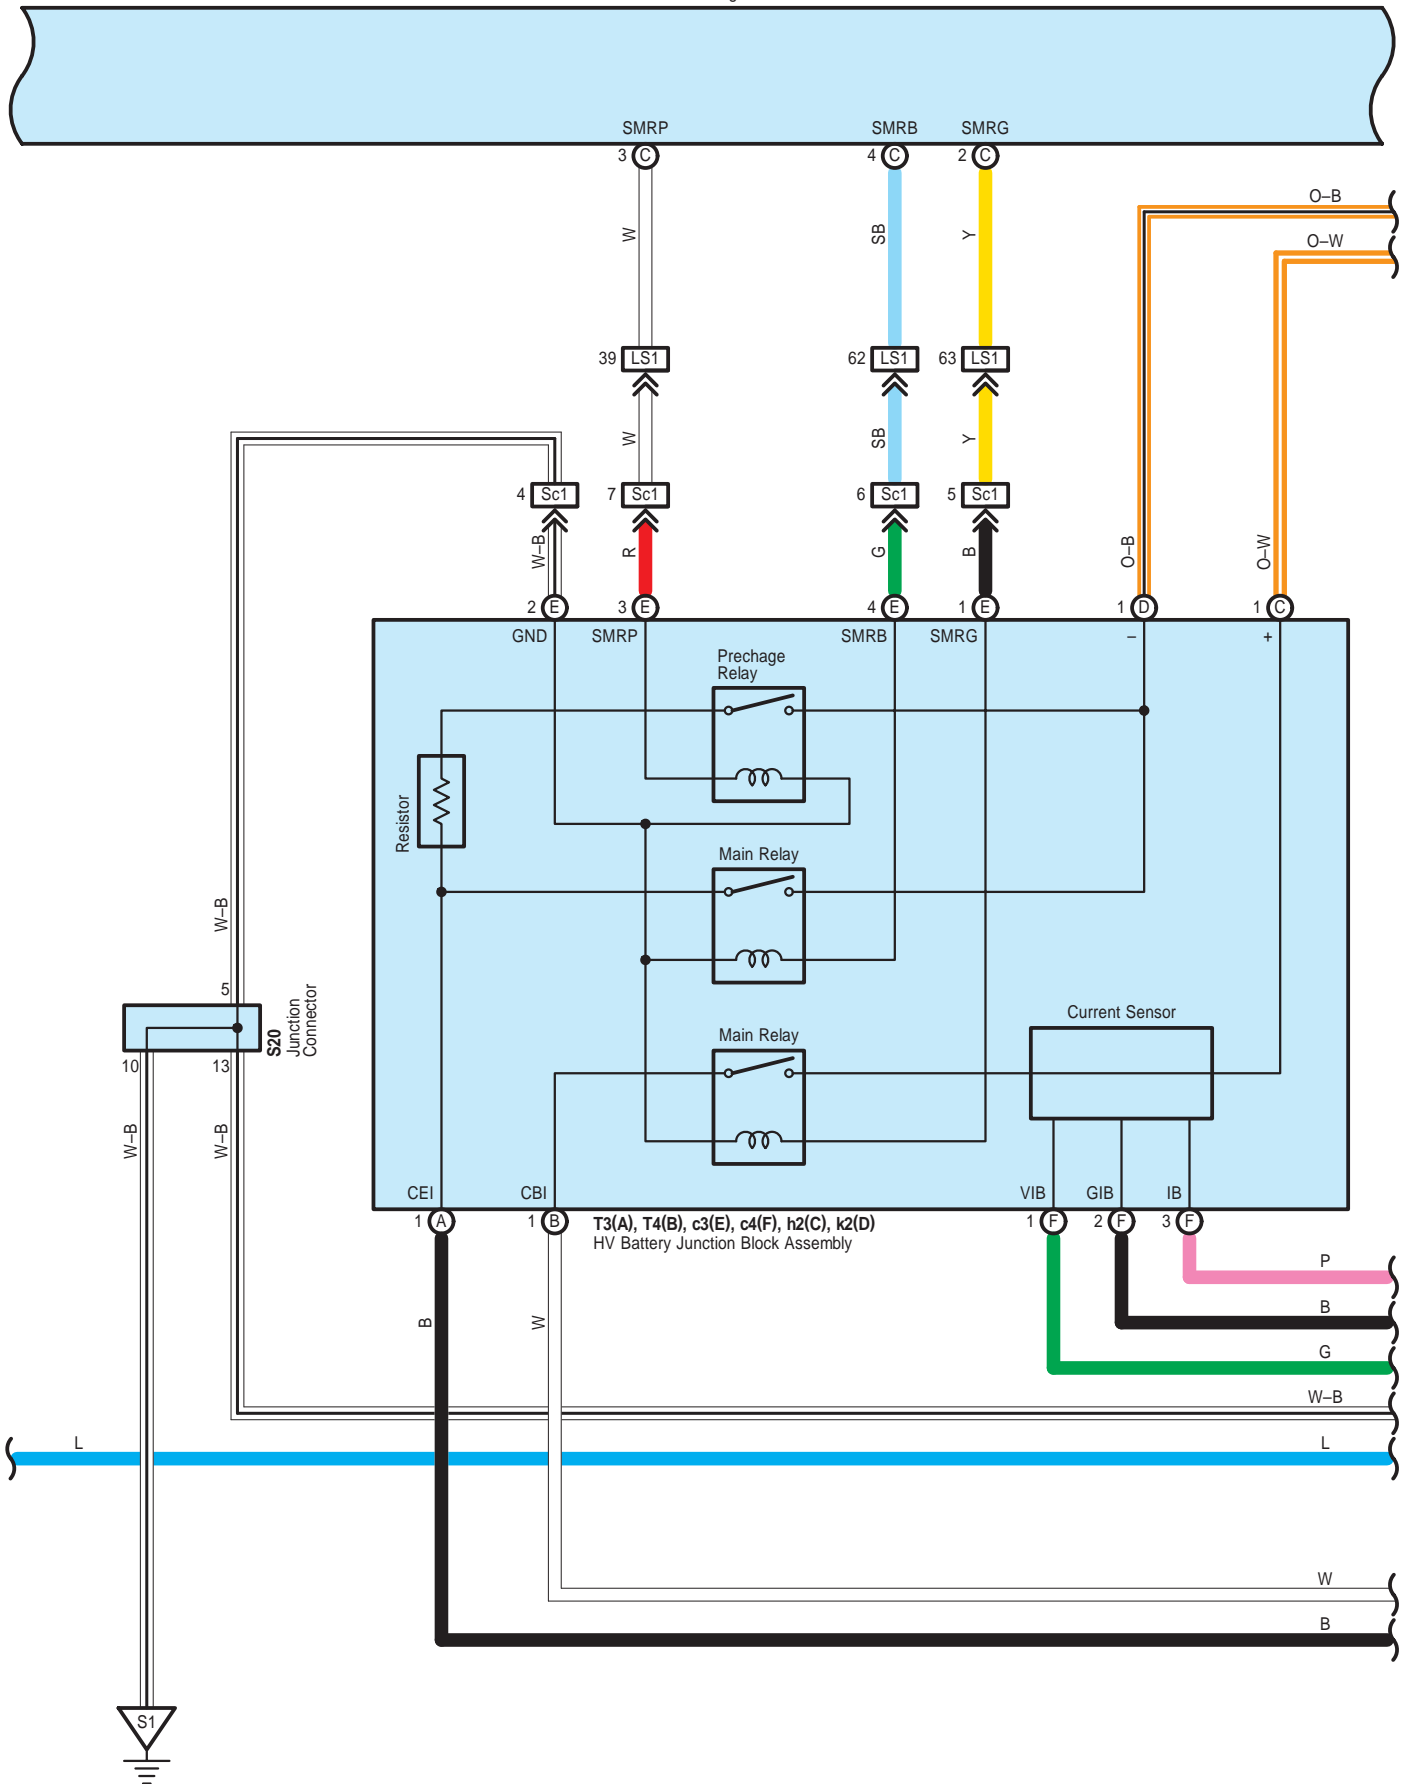 SMRP SMRB SMRG
3 C 4 C 2 C
O–B
O–W
W SB Y
39 LS1 62 LS1 63 LS1
W SB Y
4 Sc1 7 Sc1 6 Sc1 5 Sc1
W–B R G B O–B O–W
2 E 3 E 4 E 1 E 1 D 1 C
GND SMRP SMRB SMRG – +
Prechage
Relay
Resistor
Main Relay
W–B
5
S20
Junction
Connector
10 13
Current Sensor
Main Relay
W–B W–B
CEI CBI VIB GIB IB
1 A 1 B 1 F 2 F 3 F
T3(A), T4(B), c3(E), c4(F), h2(C), k2(D)
HV Battery Junction Block Assembly
P
B W B
G
W–B
L L
W
B
S1